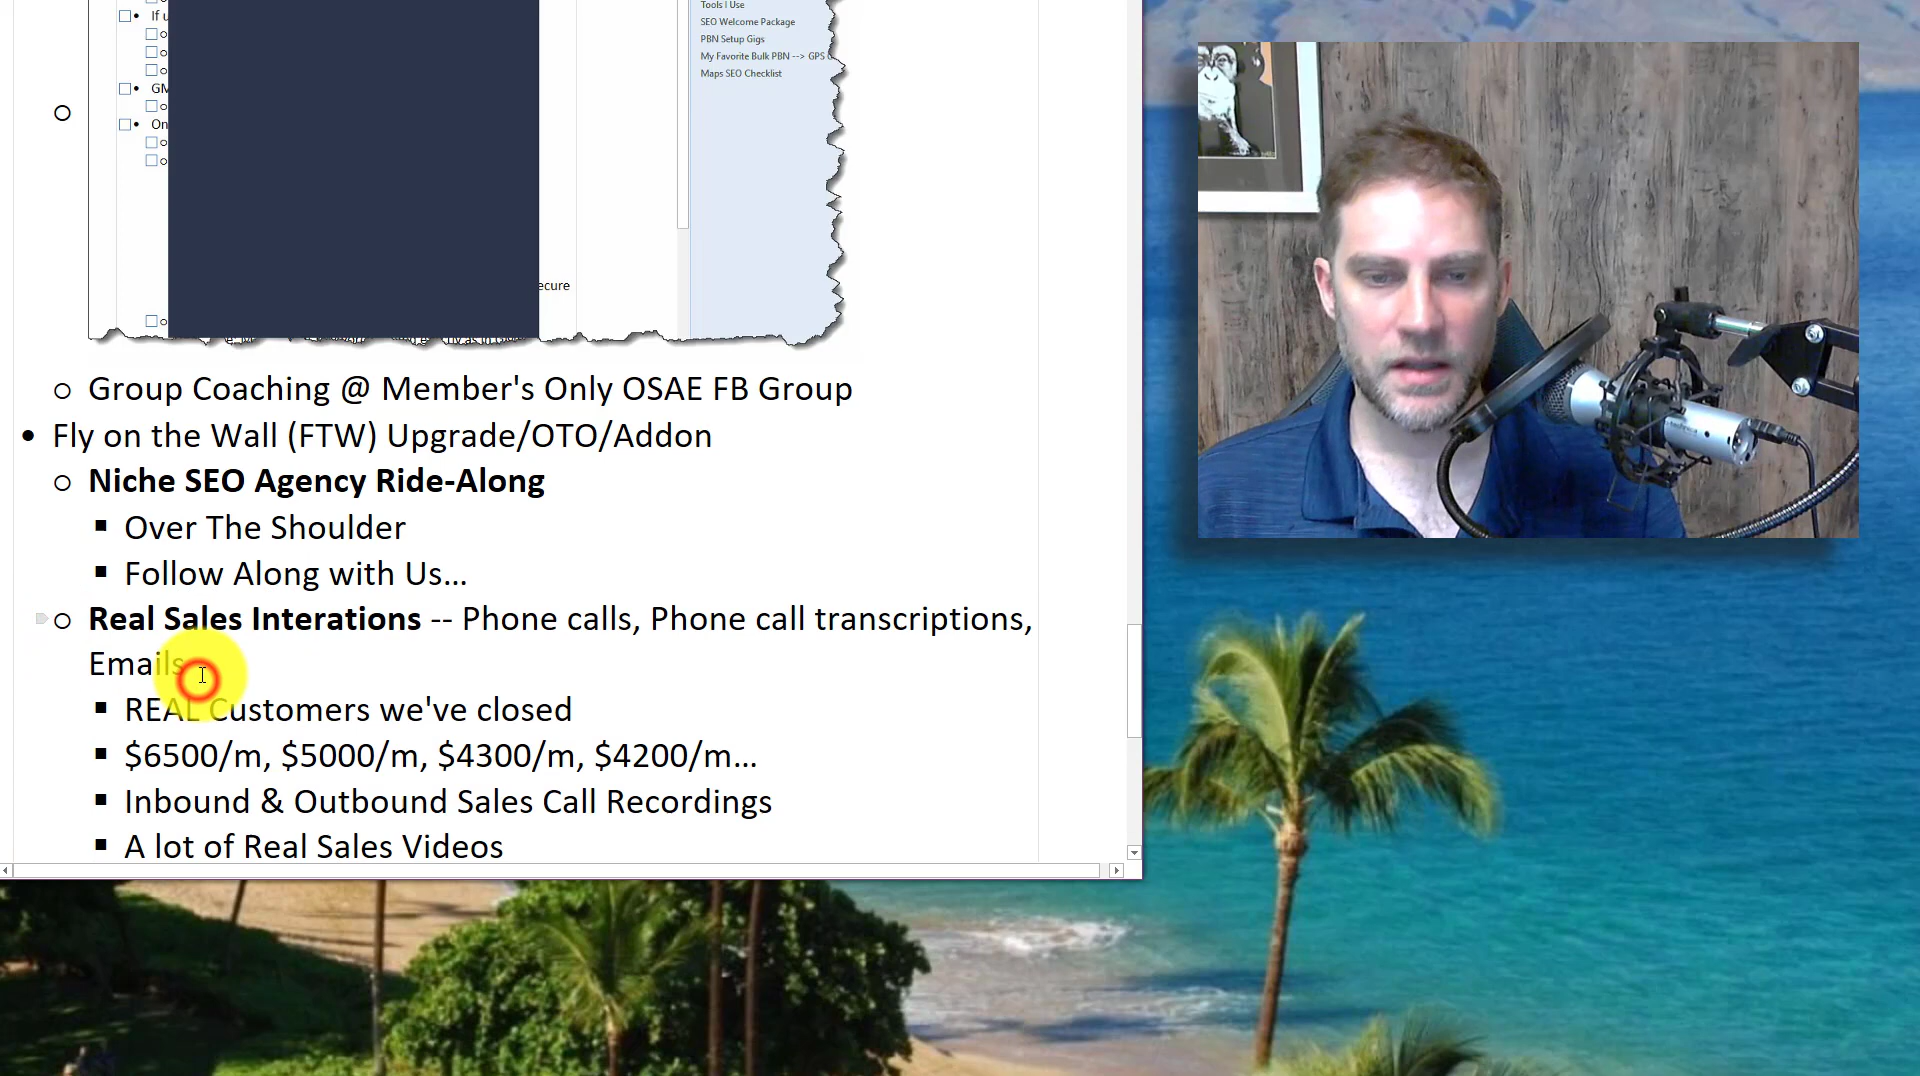 Tools I Use
If u
SEO Welcome Package
PBN Setup Gigs
My Favorite Bulk PBN --> GPS
Maps SEO Checklist
GM
On
ecure
Group Coaching @ Member's Only OSAE FB Group
Fly on the Wall (FTW) Upgrade/OTO/Addon
Niche SEO Agency Ride-Along
Over The Shoulder
Follow Along with Us...
Real Sales Interations -- Phone calls, Phone call transcriptions,
Emails
REAL Customers we've closed
$6500/m, $5000/m, $4300/m, $4200/m...
Inbound & Outbound Sales Call Recordings
A lot of Real Sales Videos